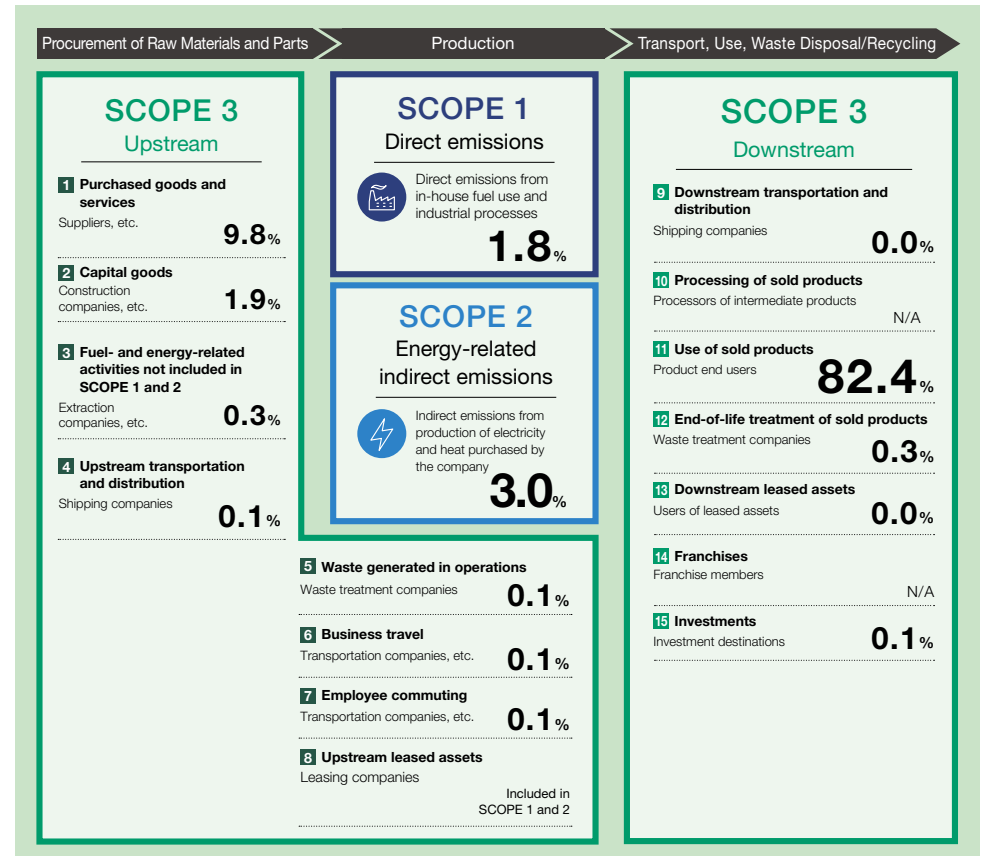 Procurement of Raw Materials and Parts
Production
Transport, Use, Waste Disposal/Recycling
SCOPE 3
Upstream
1 Purchased goods and
services
Suppliers, etc.
9.8%
2 Capital goods
Construction
companies, etc.
1.9%
3 Fuel- and energy-related
activities not included in
SCOPE 1 and 2
Extraction
companies, etc.
0.3%
4 Upstream transportation
and distribution
Shipping companies
0.1%
5 Waste generated in operations
Waste treatment companies
0.1%
6 Business travel
Transportation companies, etc.
0.1%
7 Employee commuting
Transportation companies, etc.
0.1%
8 Upstream leased assets
Leasing companies
Included in
SCOPE 1 and 2
SCOPE 1
Direct emissions
Direct emissions from
in-house fuel use and
industrial processes
1.8%
SCOPE 2
Energy-related
indirect emissions
Indirect emissions from
production of electricity
and heat purchased by
the company
3.0%
SCOPE 3
Downstream
9 Downstream transportation and
distribution
Shipping companies
0.0%
10 Processing of sold products
Processors of intermediate products
N/A
11 Use of sold products
Product end users
82.4%
12 End-of-life treatment of sold products
Waste treatment companies
0.3%
13 Downstream leased assets
Users of leased assets
0.0%
14 Franchises
Franchise members
N/A
15 Investments
Investment destinations
0.1%